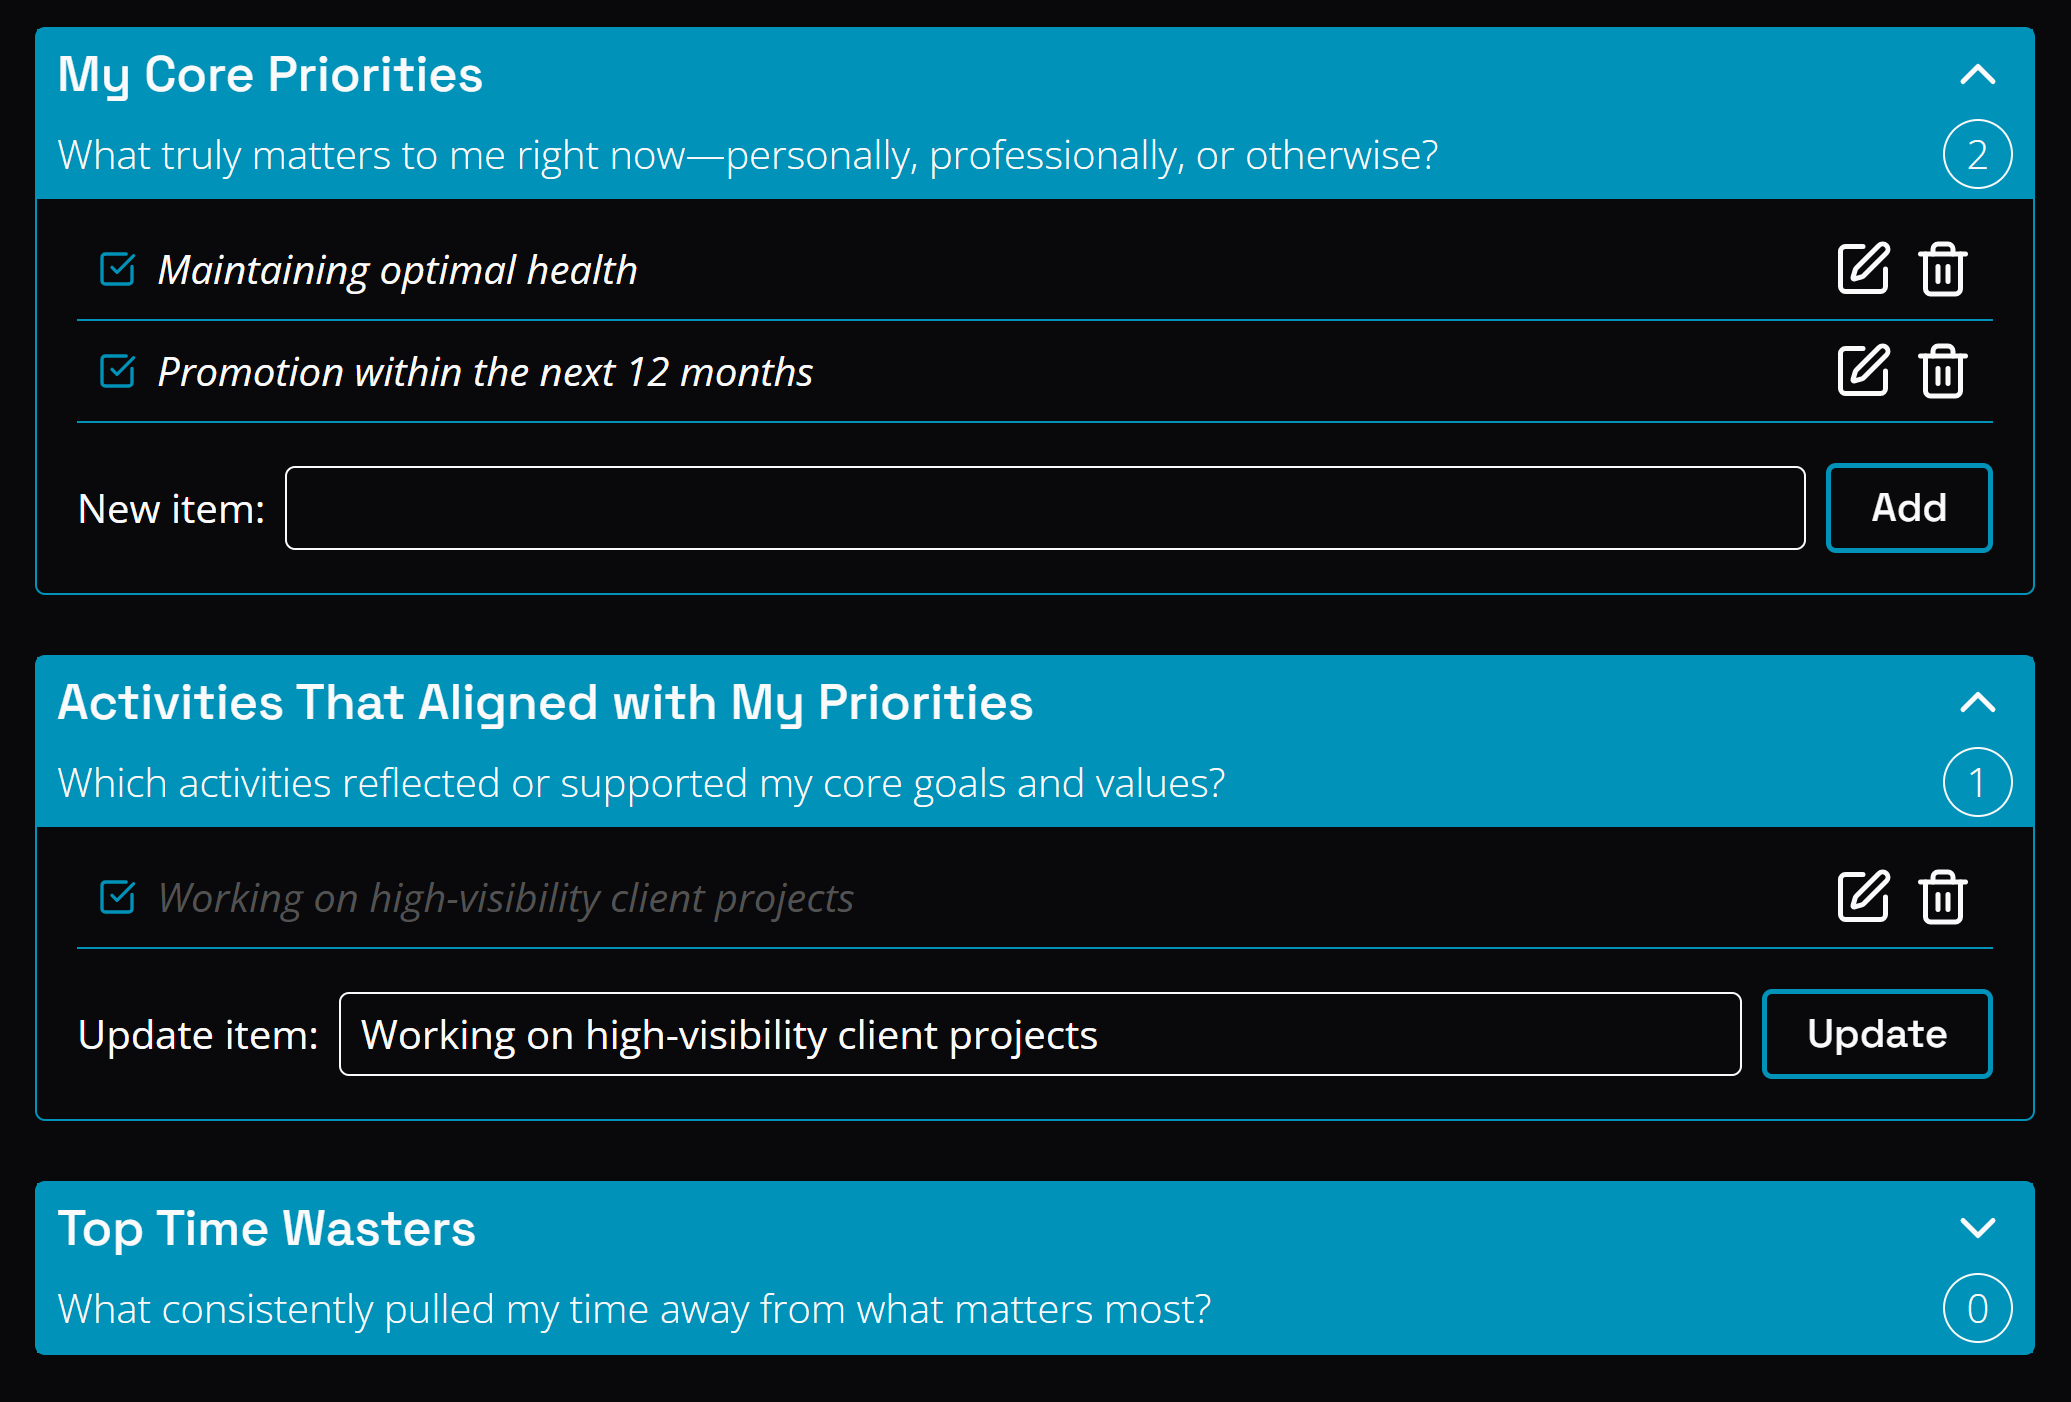 My Core Priorities
What truly matters to me right now—personally, professionally, or otherwise?
2
Maintaining optimal health
Promotion within the next 12 months
New item:
Add
Activities That Aligned with My Priorities
Which activities reflected or supported my core goals and values?
1
Working on high-visibility client projects
Update item: Working on high-visibility client projects
Update
Top Time Wasters
What consistently pulled my time away from what matters most?
0